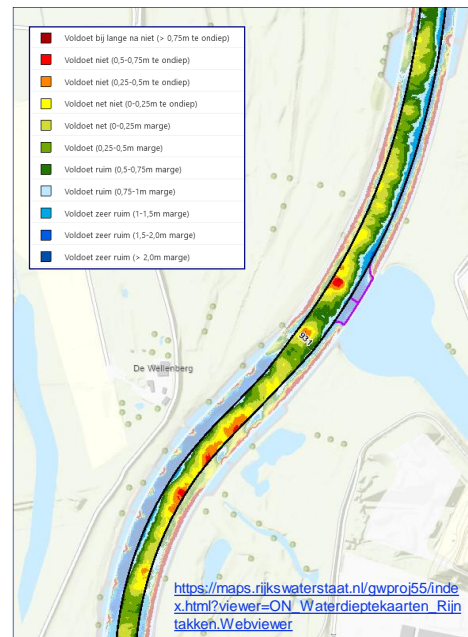 Voldoet bij lange na niet (> 0,75m te ondiep)
Voldoet niet (0,5-0,75m te ondiep)
Voldoet niet (0,25-0,5m te ondiep)
Voldoet net niet (0-0,25m te ondiep)
Voldoet net (0-0,25m marge)
Voldoet (0,25-0,5m marge)
Voldoet ruim (0,5-0,75m marge)
Voldoet ruim (0,75-1m marge)
Voldoet zeer ruim (1-1,5m marge)
Voldoet zeer ruim (1,5-2,0m marge)
Voldoet zeer ruim (> 2,0m marge)
931
De Wellenberg
https://maps.rijkswaterstaat.nl/gwproj55/inde
x.html?viewer=ON_Waterdieptekaarten_Rijn
takken.Webviewer